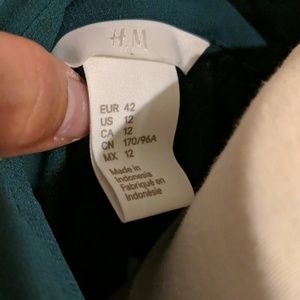 H&M
EUR 42
US 12
CA 12
CN 170/96A
MX 12
Made in
Indonesia
Fabriqué en
Indonésie